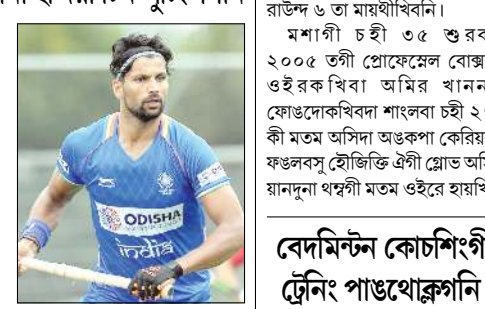 রাউন্দ ৬ তা মায়থীখিবনি।
মশাগী চহী ৩৫ শুরব
২০০৫ তগী প্রোফেস্নেল বোক্স
ওইরকখিবা অমির খানন
ফোঙদোকখিবদা শাংলবা চহী ২
কী মতম অসিদা অঙকপা কেরিয়
ফঙলবসু হৌজিক্তি ঐগী গ্লোভ অসি
য়ানদুনা থম্বগী মতম ওইরে হায়খি
ODISHA
india
বেদমিন্টন কোচশিংগী
ট্রেনিং পাঙথোক্লগনি